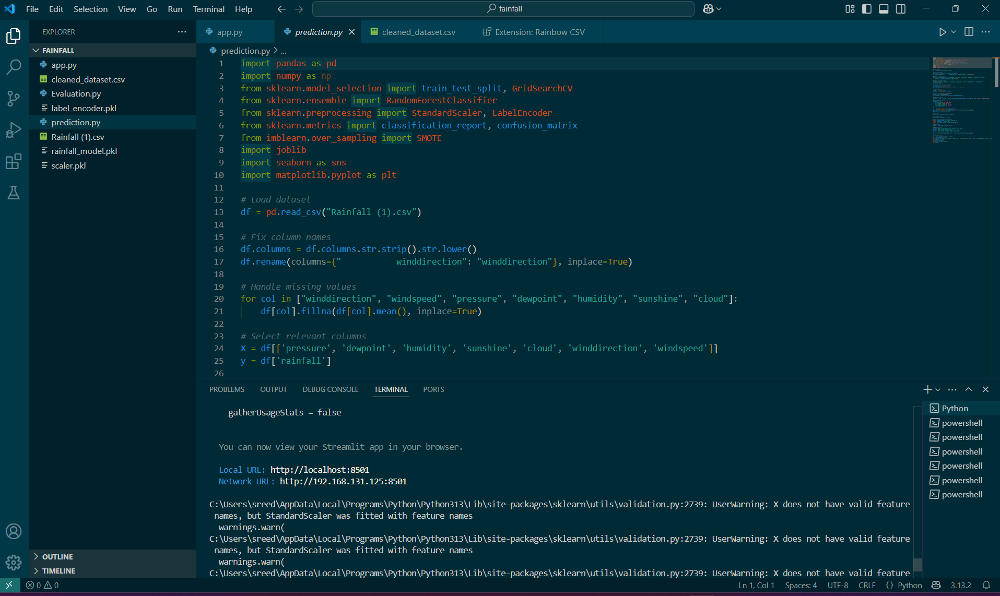 File Edit Selection View Go Run Terminal Help fainfall
EXPLORER
FAINFALL
app.py
cleaned_dataset.csv
Evaluation.py
label_encoder.pkl
prediction.py
Rainfall (1).csv
rainfall_model.pkl
scaler.pkl
OUTLINE
TIMELINE
app.py prediction.py cleaned_dataset.csv Extension: Rainbow CSV
prediction.py > ...
1 import pandas as pd
2 import numpy as np
3 from sklearn.model_selection import train_test_split, GridSearchCV
4 from sklearn.ensemble import RandomForestClassifier
5 from sklearn.preprocessing import StandardScaler, LabelEncoder
6 from sklearn.metrics import classification_report, confusion_matrix
7 from imblearn.over_sampling import SMOTE
8 import joblib
9 import seaborn as sns
10 import matplotlib.pyplot as plt
11
12 # Load dataset
13 df = pd.read_csv("Rainfall (1).csv")
14
15 # Fix column names
16 df.columns = df.columns.str.strip().str.lower()
17 df.rename(columns={"           winddirection": "winddirection"}, inplace=True)
18
19 # Handle missing values
20 for col in ["winddirection", "windspeed", "pressure", "dewpoint", "humidity", "sunshine", "cloud"]:
21     df[col].fillna(df[col].mean(), inplace=True)
22
23 # Select relevant columns
24 X = df[['pressure', 'dewpoint', 'humidity', 'sunshine', 'cloud', 'winddirection', 'windspeed']]
25 y = df['rainfall']
26
PROBLEMS OUTPUT DEBUG CONSOLE TERMINAL PORTS
gatherUsageStats = false
You can now view your Streamlit app in your browser.
Local URL: http://localhost:8501
Network URL: http://192.168.131.125:8501
C:\Users\sreed\AppData\Local\Programs\Python\Python313\Lib\site-packages\sklearn\utils\validation.py:2739: UserWarning: X does not have valid feature
names, but StandardScaler was fitted with feature names
warnings.warn(
C:\Users\sreed\AppData\Local\Programs\Python\Python313\Lib\site-packages\sklearn\utils\validation.py:2739: UserWarning: X does not have valid feature
names, but StandardScaler was fitted with feature names
warnings.warn(
C:\Users\sreed\AppData\Local\Programs\Python\Python313\Lib\site-packages\sklearn\utils\validation.py:2739: UserWarning: X does not have valid feature
Python
powershell
powershell
powershell
powershell
powershell
powershell
0 0 Ln 1, Col 1 Spaces: 4 UTF-8 CRLF {} Python 3.13.2